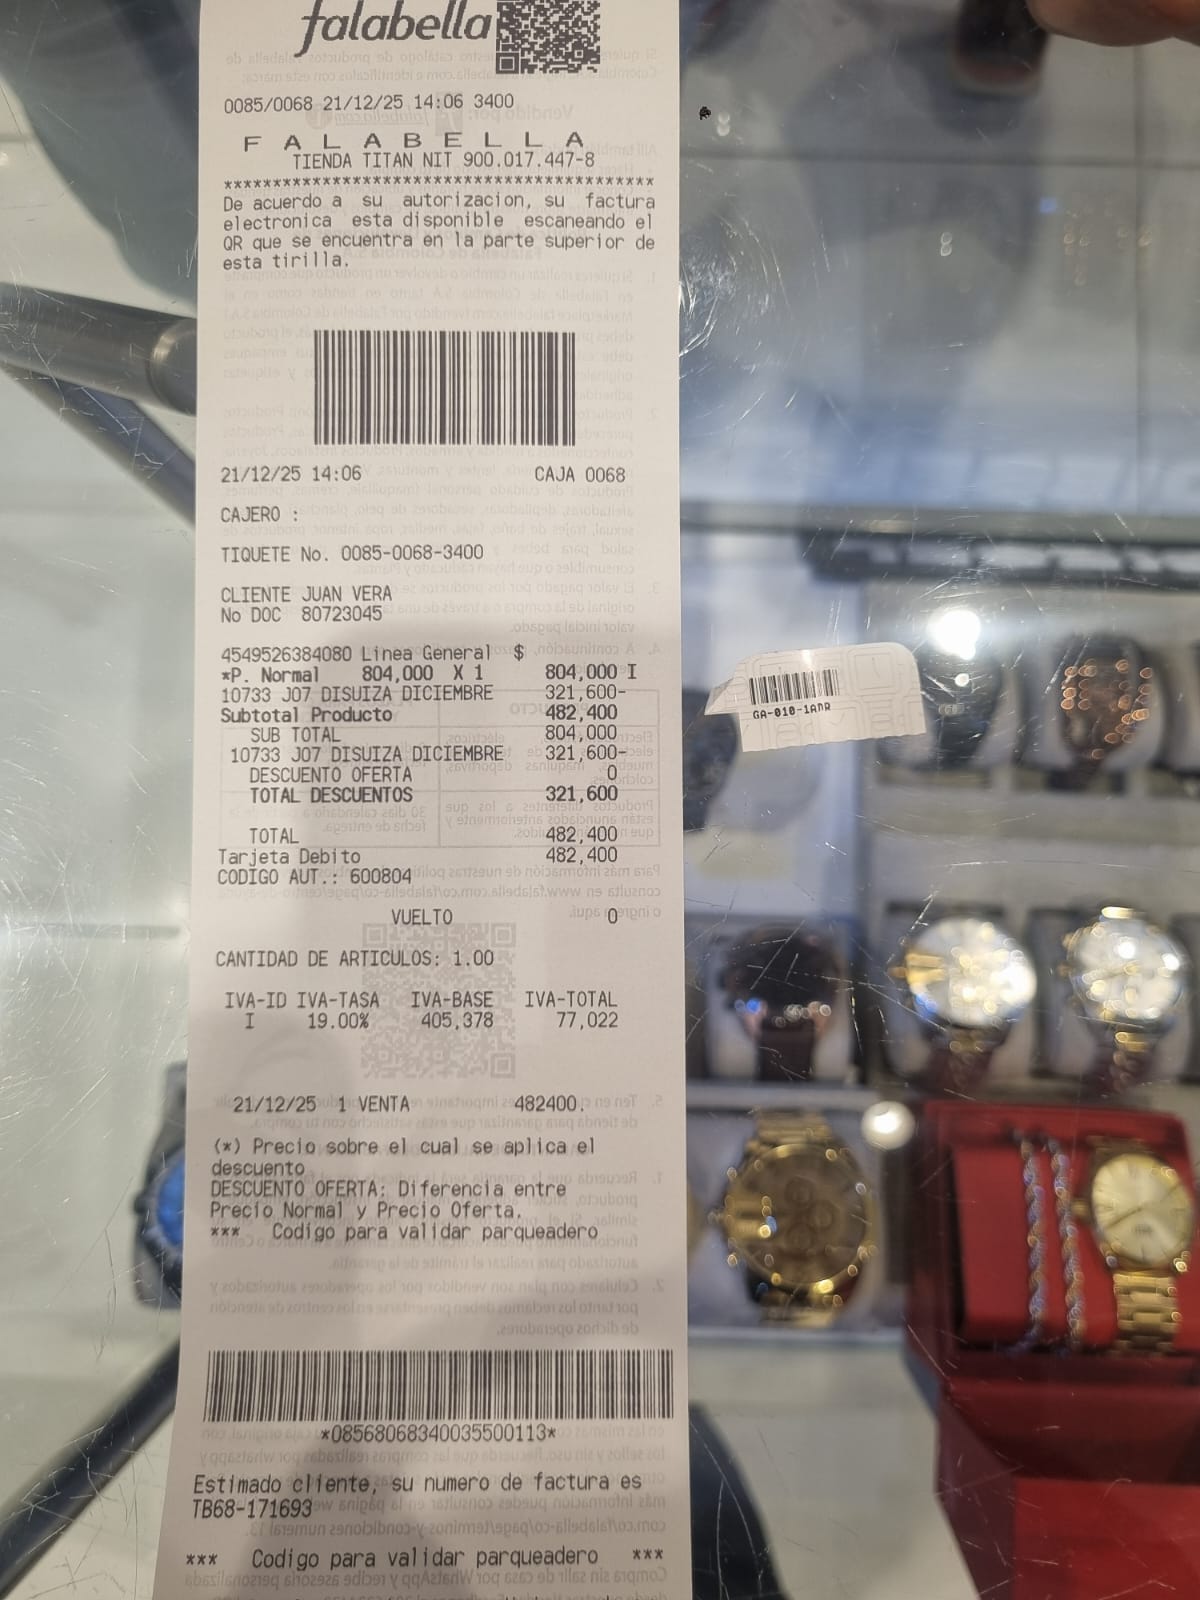 falabella
0085/0068 21/12/25 14:06 3400
F A L A B E L L A
TIENDA TITAN NIT 900.017.447-8
********************************************
De acuerdo a su autorizacion, su factura
electronica esta disponible escaneando el
QR que se encuentra en la parte superior de
esta tirilla.
21/12/25 14:06 CAJA 0068
CAJERO :
TIQUETE No. 0085-0068-3400
CLIENTE JUAN VERA
No DOC 80723045
4549526384080 Linea General $
*P. Normal 804,000 X 1 804,000 I
10733 J07 DISUIZA DICIEMBRE 321,600-
Subtotal Producto 482,400
SUB TOTAL 804,000
10733 J07 DISUIZA DICIEMBRE 321,600-
DESCUENTO OFERTA 0
TOTAL DESCUENTOS 321,600
TOTAL 482,400
Tarjeta Debito 482,400
CODIGO AUT.: 600804
VUELTO 0
CANTIDAD DE ARTICULOS: 1.00
IVA-ID IVA-TASA IVA-BASE IVA-TOTAL
I 19.00% 405,378 77,022
21/12/25 1 VENTA 482400.
(*) Precio sobre el cual se aplica el
descuento
DESCUENTO OFERTA: Diferencia entre
Precio Normal y Precio Oferta.
*** Codigo para validar parqueadero
*08568068340035500113*
Estimado cliente, su numero de factura es
TB68-171693
*** Codigo para validar parqueadero ***
GA-010-1ADR